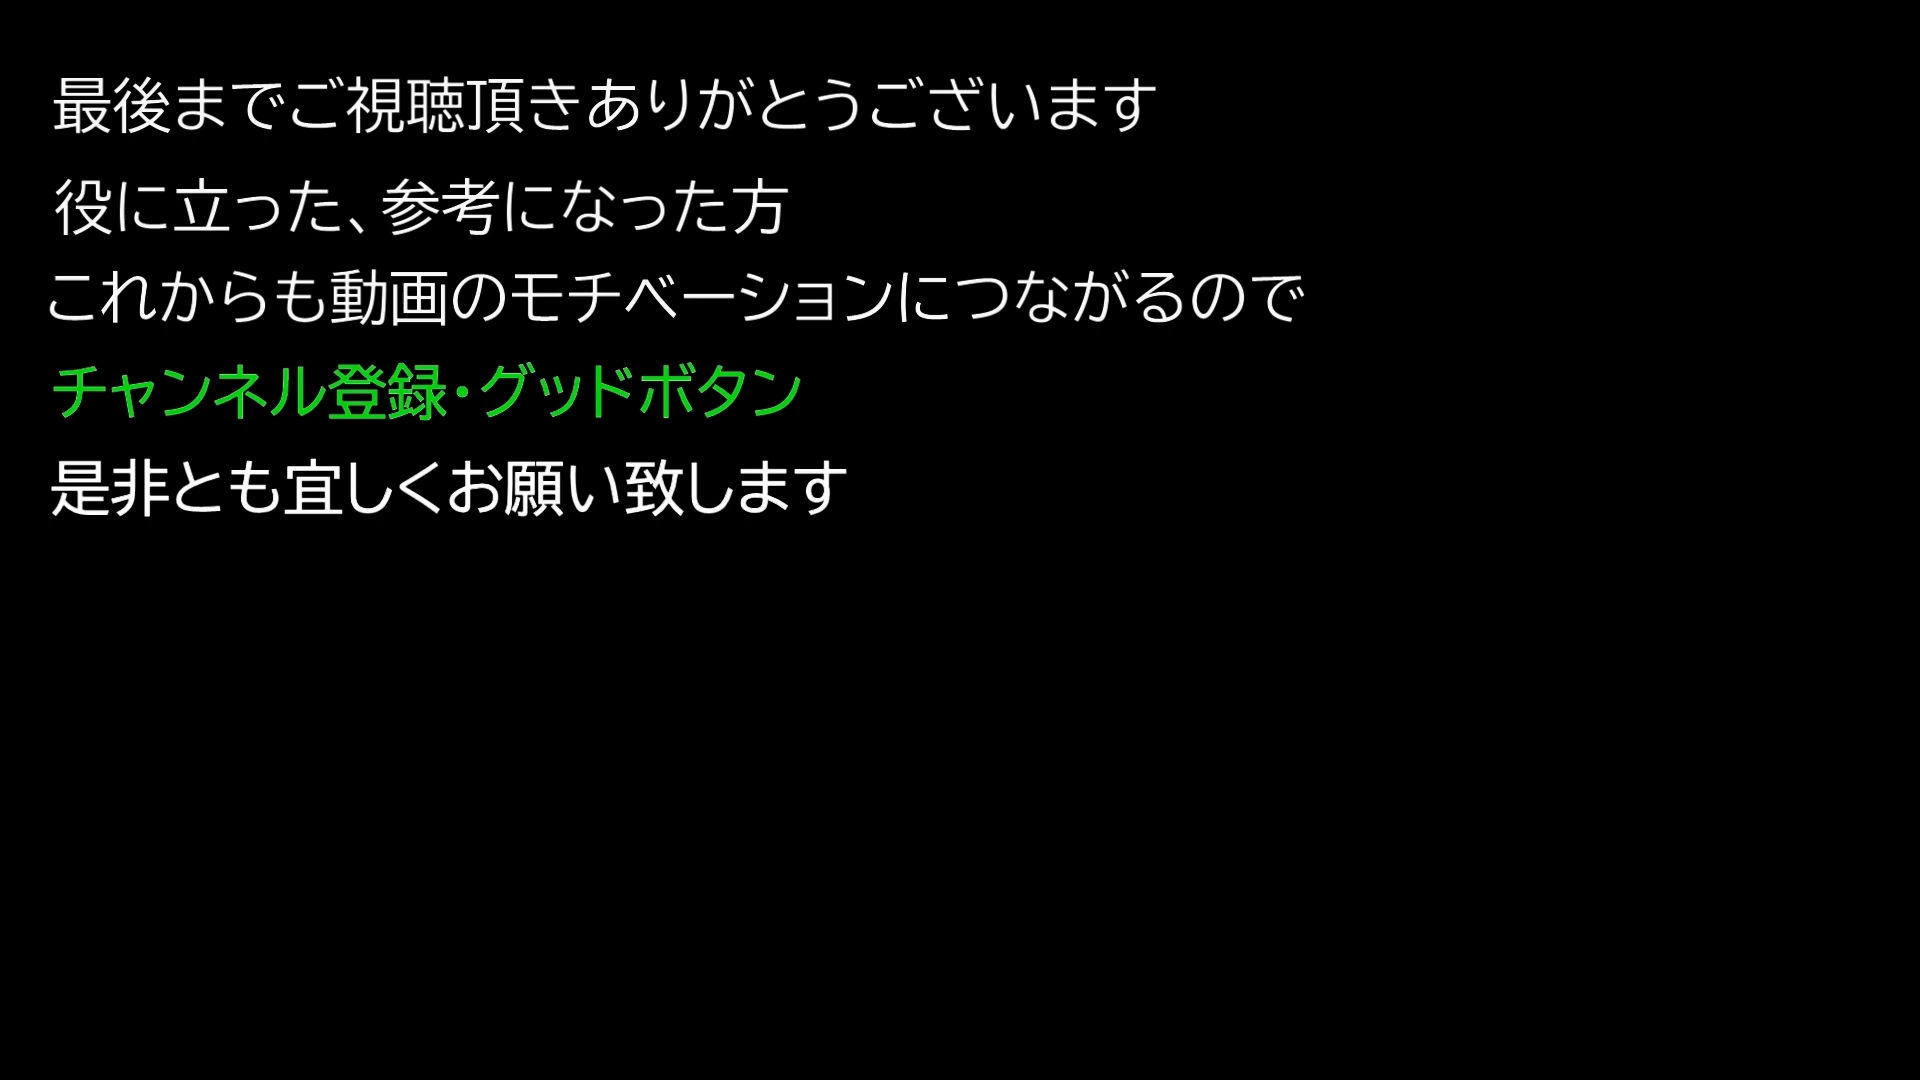 最後までご視聴頂きありがとうございます
役に立った、参考になった方
これからも動画のモチベーションにつながるので
チャンネル登録・グッドボタン
是非とも宜しくお願い致します